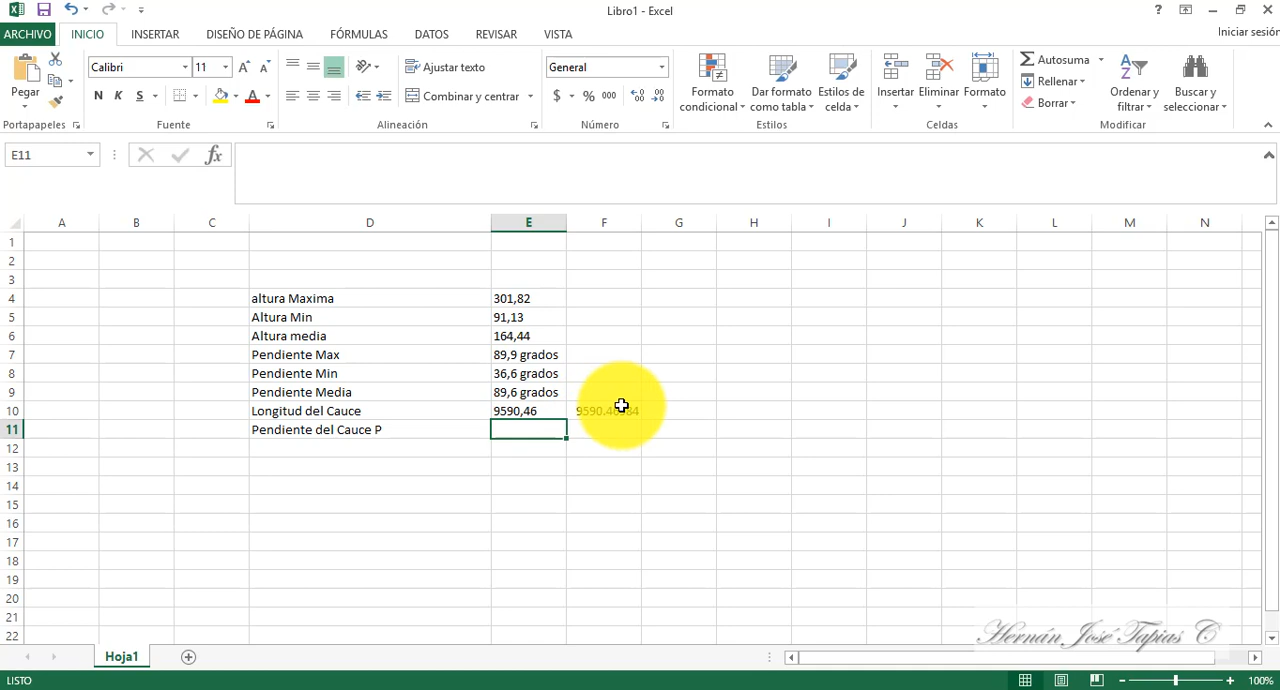 Libro1 - Excel
?
ARCHIVO INICIO INSERTAR DISEÑO DE PÁGINA FÓRMULAS DATOS REVISAR VISTA Iniciar sesión
Pegar
Calibri 11
N K S
Ajustar texto
Combinar y centrar
General
$ % 000
Formato condicional
Dar formato como tabla
Estilos de celda
Insertar Eliminar Formato
Autosuma
Rellenar
Borrar
Ordenar y filtrar
Buscar y seleccionar
Portapapeles Fuente Alineación Número Estilos Celdas Modificar
E11 fx
A B C D E F G H I J K L M N
1
2
3
4 altura Maxima 301,82
5 Altura Min 91,13
6 Altura media 164,44
7 Pendiente Max 89,9 grados
8 Pendiente Min 36,6 grados
9 Pendiente Media 89,6 grados
10 Longitud del Cauce 9590,46
11 Pendiente del Cauce P
12
13
14
15
16
17
18
19
20
21
22
Hernán José Tapias C
Hoja1
LISTO 100%